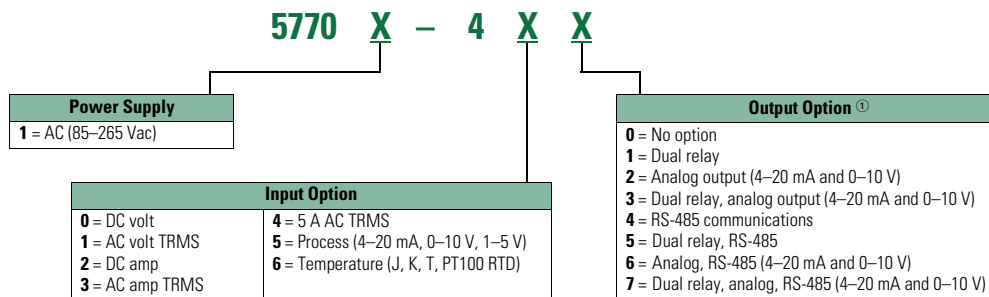 5770 X – 4 X X
Power Supply
1 = AC (85–265 Vac)
Input Option
0 = DC volt
1 = AC volt TRMS
2 = DC amp
3 = AC amp TRMS
4 = 5 A AC TRMS
5 = Process (4–20 mA, 0–10 V, 1–5 V)
6 = Temperature (J, K, T, PT100 RTD)
Output Option ①
0 = No option
1 = Dual relay
2 = Analog output (4–20 mA and 0–10 V)
3 = Dual relay, analog output (4–20 mA and 0–10 V)
4 = RS-485 communications
5 = Dual relay, RS-485
6 = Analog, RS-485 (4–20 mA and 0–10 V)
7 = Dual relay, analog, RS-485 (4–20 mA and 0–10 V)